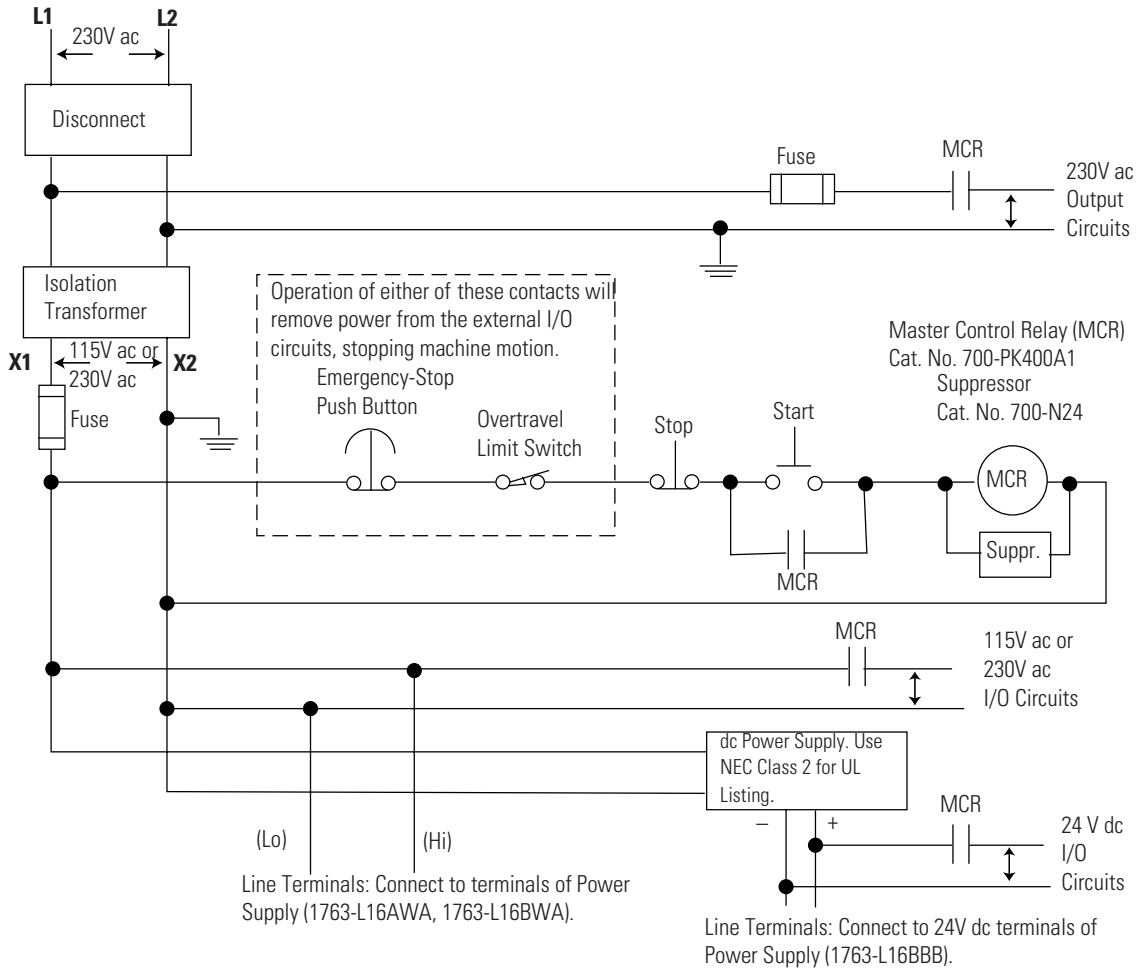 L1
L2
230V ac
Disconnect
Fuse
MCR
230V ac
Output
Circuits
Isolation
Transformer
Operation of either of these contacts will
remove power from the external I/O
circuits, stopping machine motion.
Emergency-Stop
Push Button
Overtravel
Limit Switch
X1
115V ac or
230V ac
X2
Fuse
Stop
Start
Master Control Relay (MCR)
Cat. No. 700-PK400A1
Suppressor
Cat. No. 700-N24
MCR
Suppr.
MCR
MCR
115V ac or
230V ac
I/O Circuits
dc Power Supply. Use
NEC Class 2 for UL
Listing.
– +
MCR
24 V dc
I/O
Circuits
(Lo)
(Hi)
Line Terminals: Connect to terminals of Power
Supply (1763-L16AWA, 1763-L16BWA).
Line Terminals: Connect to 24V dc terminals of
Power Supply (1763-L16BBB).